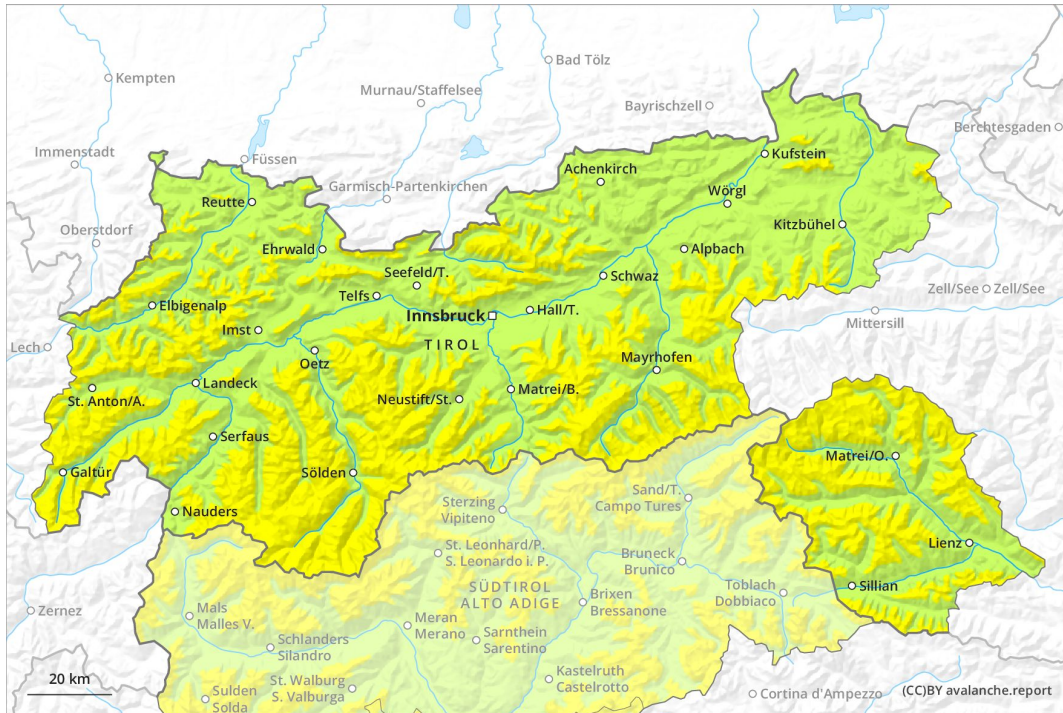 Kempten
Bad Tölz
Murnau/Staffelsee
Bayrischzell
Berchtesgaden
Immenstadt
Füssen
Kufstein
Achenkirch
Garmisch-Partenkirchen
Reutte
Wörgl
Oberstdorf
Kitzbühel
Ehrwald
Alpbach
Seefeld/T.
Schwaz
Zell/See
Zell/See
Telfs
Elbigenalp
Innsbruck
Hall/T.
Mittersill
Imst
Lech
TIROL
Oetz
Mayrhofen
Landeck
St. Anton/A.
Neustift/St.
Matrei/B.
Serfaus
Matrei/O.
Galtür
Sölden
Sand/T.
Campo Tures
Sterzing
Vipiteno
Nauders
Lienz
St. Leonhard/P.
S. Leonardo i. P.
Bruneck
Brunico
Sillian
SÜDTIROL
ALTO ADIGE
Brixen
Bressanone
Toblach
Dobbiaco
Zernez
Mals
Malles V.
Meran
Merano
Schlanders
Silandro
Sarnthein
Sarentino
20 km
St. Walburg
S. Valburga
Kastelruth
Castelrotto
Sulden
Solda
Cortina d'Ampezzo
(CC)BY avalanche.report